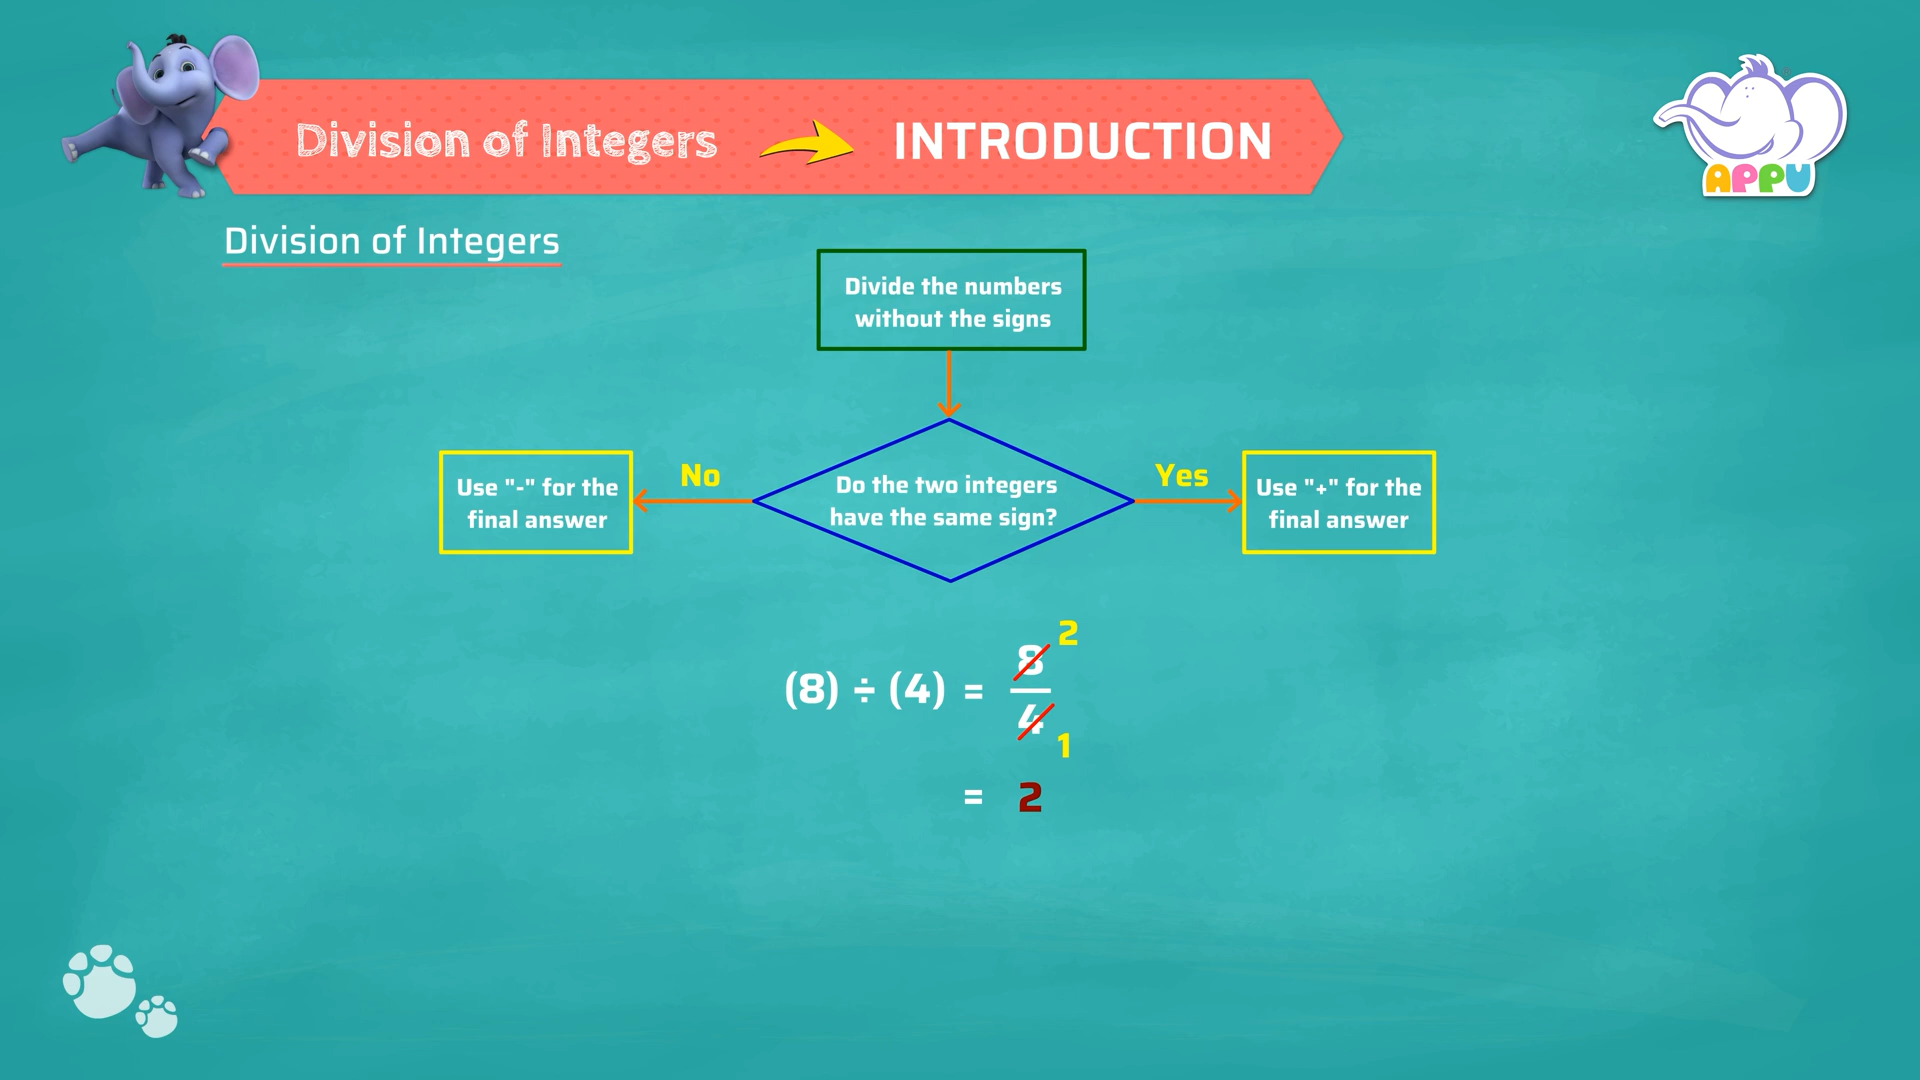 Division of Integers
INTRODUCTION
APPU
Division of Integers
Divide the numbers
without the signs
Do the two integers
have the same sign?
No
Yes
Use "-" for the
final answer
Use "+" for the
final answer
(8) ÷ (4) = 8/4
2
1
= 2